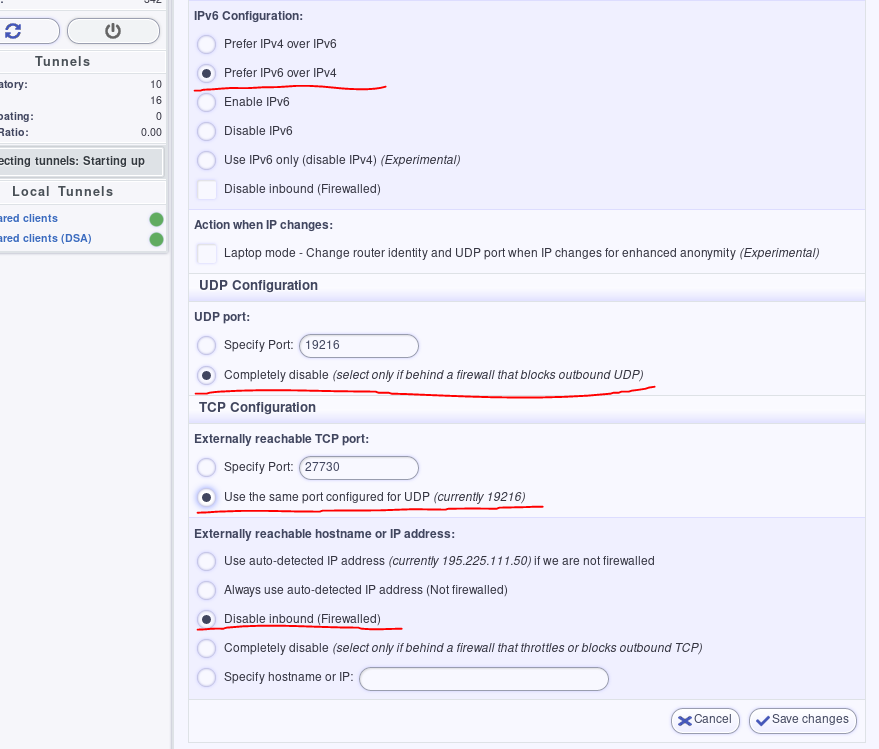 342
Tunnels
atory: 10
16
pating: 0
Ratio: 0.00
ecting tunnels: Starting up
Local Tunnels
ared clients
ared clients (DSA)
IPv6 Configuration:
Prefer IPv4 over IPv6
Prefer IPv6 over IPv4
Enable IPv6
Disable IPv6
Use IPv6 only (disable IPv4) (Experimental)
Disable inbound (Firewalled)
Action when IP changes:
Laptop mode - Change router identity and UDP port when IP changes for enhanced anonymity (Experimental)
UDP Configuration
UDP port:
Specify Port: 19216
Completely disable (select only if behind a firewall that blocks outbound UDP)
TCP Configuration
Externally reachable TCP port:
Specify Port: 27730
Use the same port configured for UDP (currently 19216)
Externally reachable hostname or IP address:
Use auto-detected IP address (currently 195.225.111.50) if we are not firewalled
Always use auto-detected IP address (Not firewalled)
Disable inbound (Firewalled)
Completely disable (select only if behind a firewall that throttles or blocks outbound TCP)
Specify hostname or IP:
Cancel Save changes